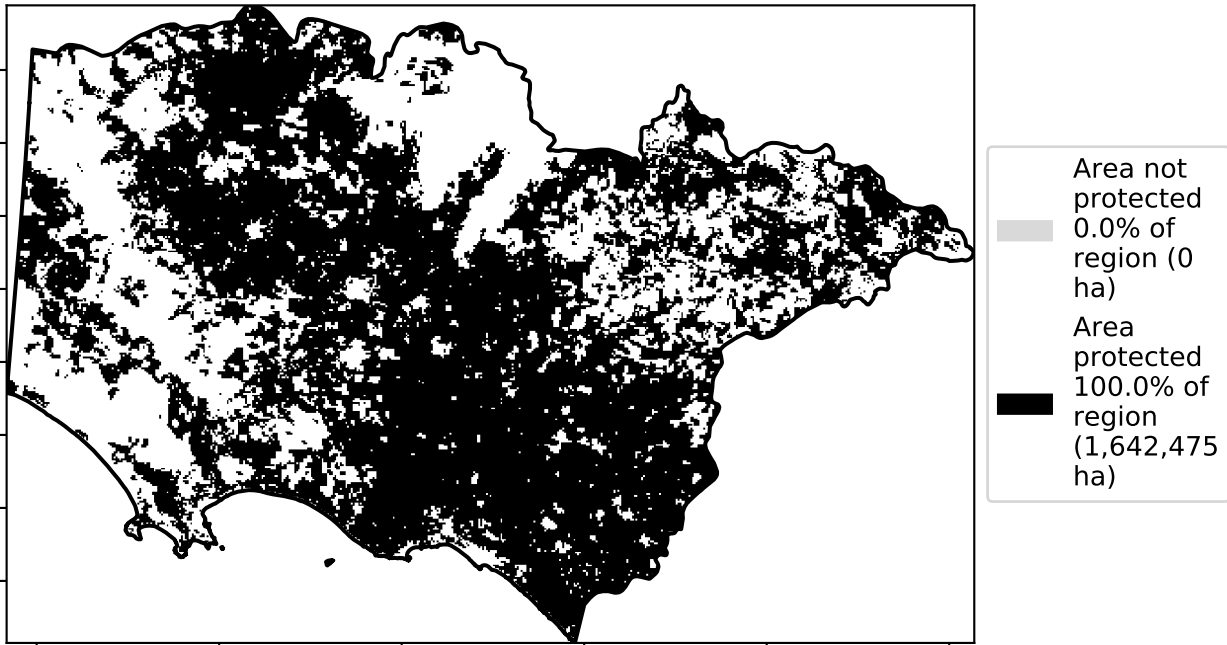 Area not
protected
0.0% of
region (0
ha)
Area
protected
100.0% of
region
(1,642,475
ha)